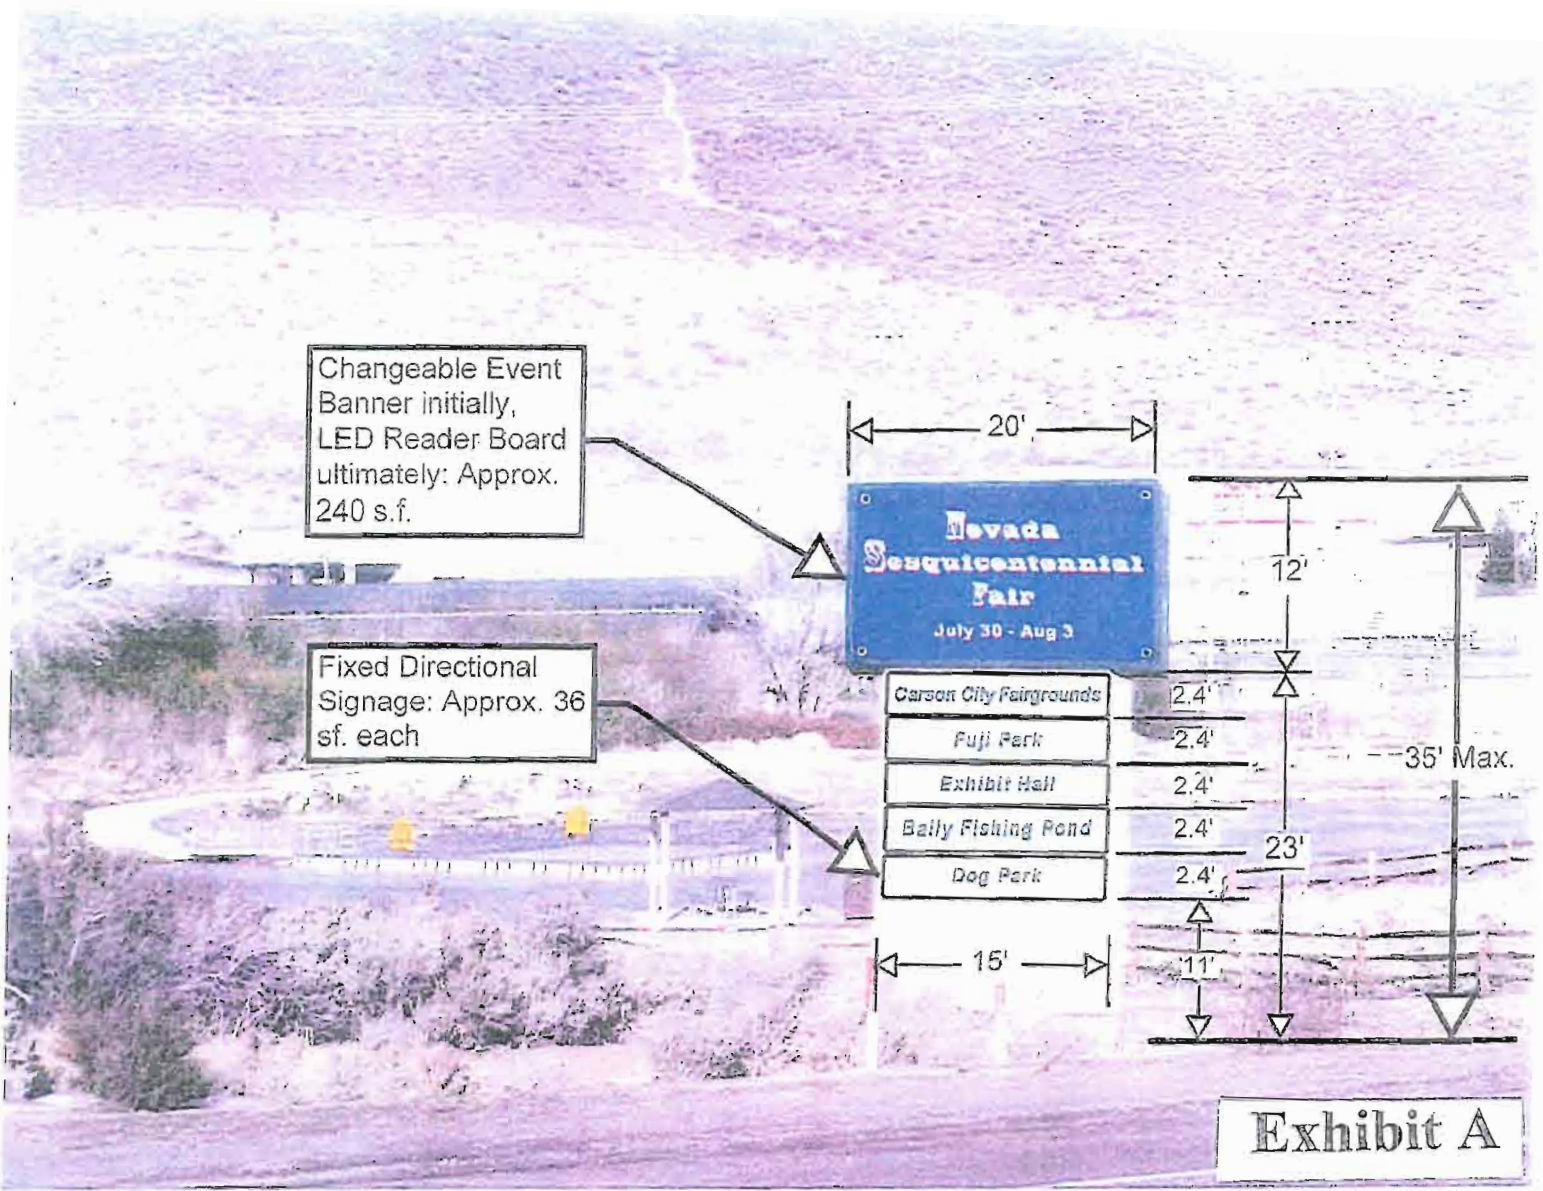 Changeable Event
Banner initially,
LED Reader Board
ultimately: Approx.
240 s.f.
20'
Nevada
Sesquicentennial
Fair
July 30 - Aug 3
12'
35' Max.
Fixed Directional
Signage: Approx. 36
sf. each
Carson City Fairgrounds
2.4'
Fuji Park
2.4'
Exhibit Hall
2.4'
Baily Fishing Pond
2.4'
Dog Park
2.4'
23'
15'
11'
Exhibit A